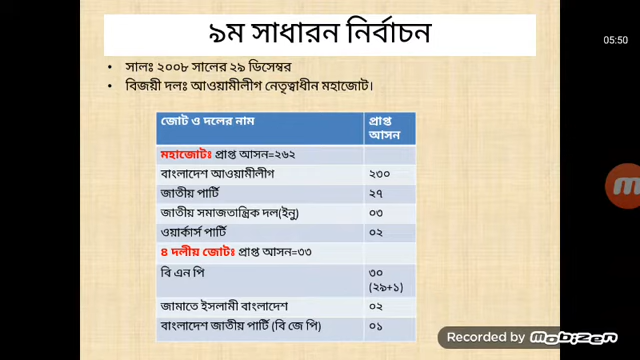 ৯ম সাধারন নির্বাচন
05:50
• সালঃ ২০০৮ সালের ২৯ ডিসেম্বর
• বিজয়ী দলঃ আওয়ামীলীগ নেতৃত্বাধীন মহাজোট।
জোট ও দলের নাম প্রাপ্ত
আসন
মহাজোটঃ প্রাপ্ত আসন=২৬২
বাংলাদেশ আওয়ামীলীগ ২৩০
জাতীয় পার্টি ২৭
জাতীয় সমাজতান্ত্রিক দল(ইনু) ০৩
ওয়ার্কার্স পার্টি ০২
৪ দলীয় জোটঃ প্রাপ্ত আসন=৩৩
বি এন পি ৩০
(২৯+১)
জামাতে ইসলামী বাংলাদেশ ০২
বাংলাদেশ জাতীয় পার্টি (বি জে পি) ০১
Recorded by mobizen